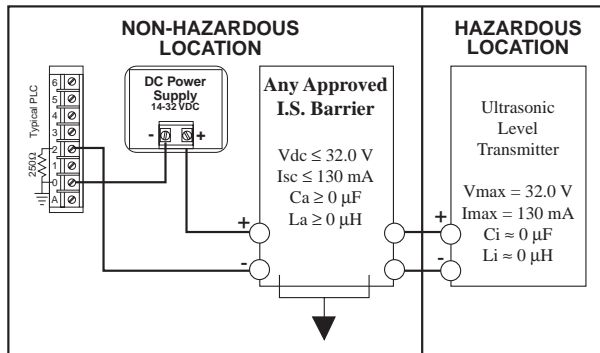 NON-HAZARDOUS
LOCATION
HAZARDOUS
LOCATION
Typical PLC
250Ω
6
5
4
3
2
1
0
A
DC Power
Supply
14-32 VDC
- +
Any Approved
I.S. Barrier
Vdc ≤ 32.0 V
Isc ≤ 130 mA
Ca ≥ 0 µF
La ≥ 0 µH
+
-
Ultrasonic
Level
Transmitter
Vmax = 32.0 V
Imax = 130 mA
Ci ≈ 0 µF
Li ≈ 0 µH
+
-